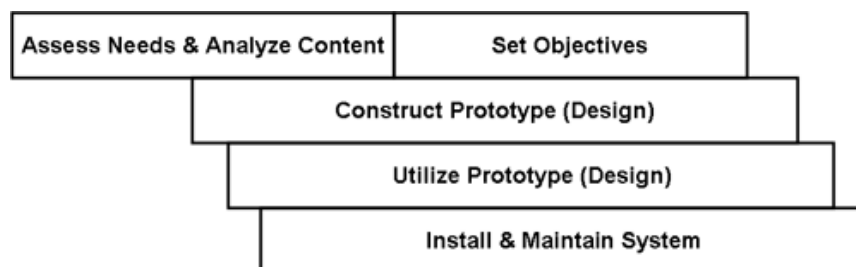 Assess Needs & Analyze Content
Set Objectives
Construct Prototype (Design)
Utilize Prototype (Design)
Install & Maintain System